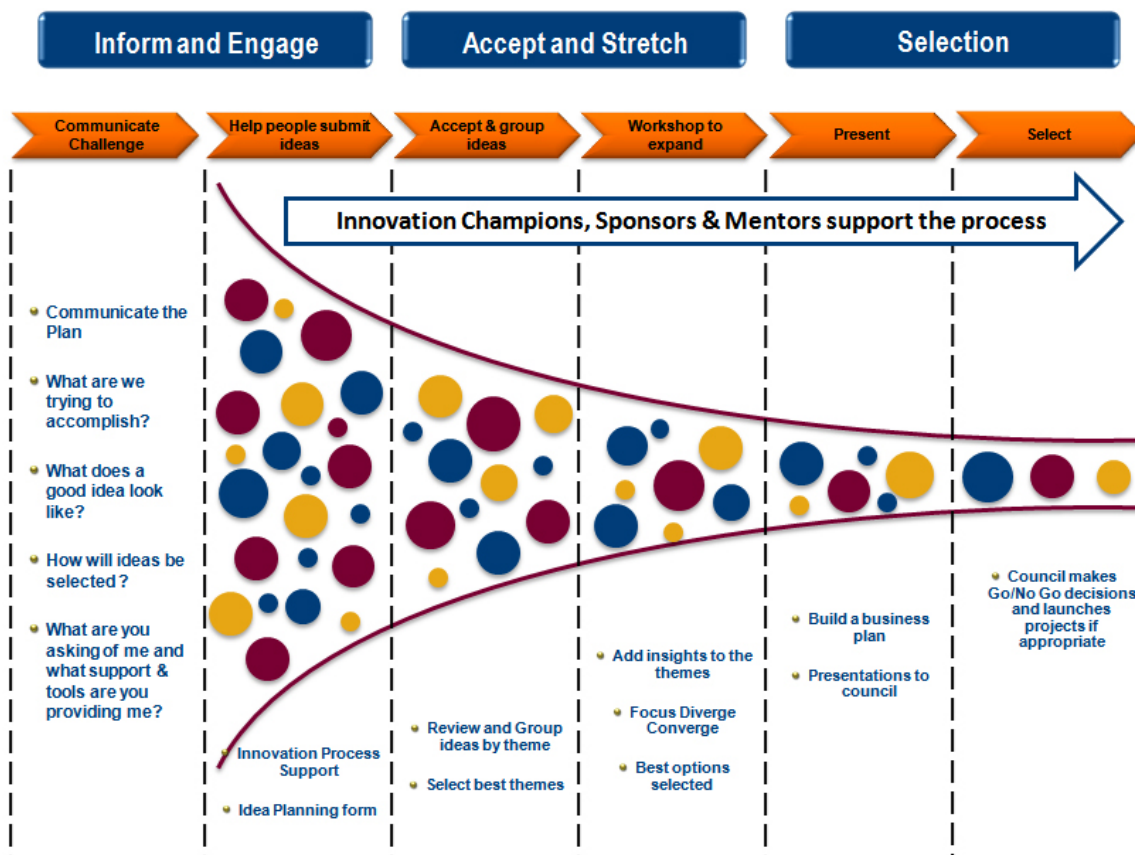 Inform and Engage
Accept and Stretch
Selection
Communicate
Challenge
Help people submit
ideas
Accept & group
ideas
Workshop to
expand
Present
Select
Innovation Champions, Sponsors & Mentors support the process
Communicate the
Plan
What are we
trying to
accomplish?
What does a
good idea look
like?
How will ideas be
selected ?
What are you
asking of me and
what support &
tools are you
providing me?
Innovation Process
Support
Idea Planning form
Review and Group
ideas by theme
Select best themes
Add insights to the
themes
Focus Diverge
Converge
Best options
selected
Build a business
plan
Presentations to
council
Council makes
Go/No Go decisions
and launches
projects if
appropriate